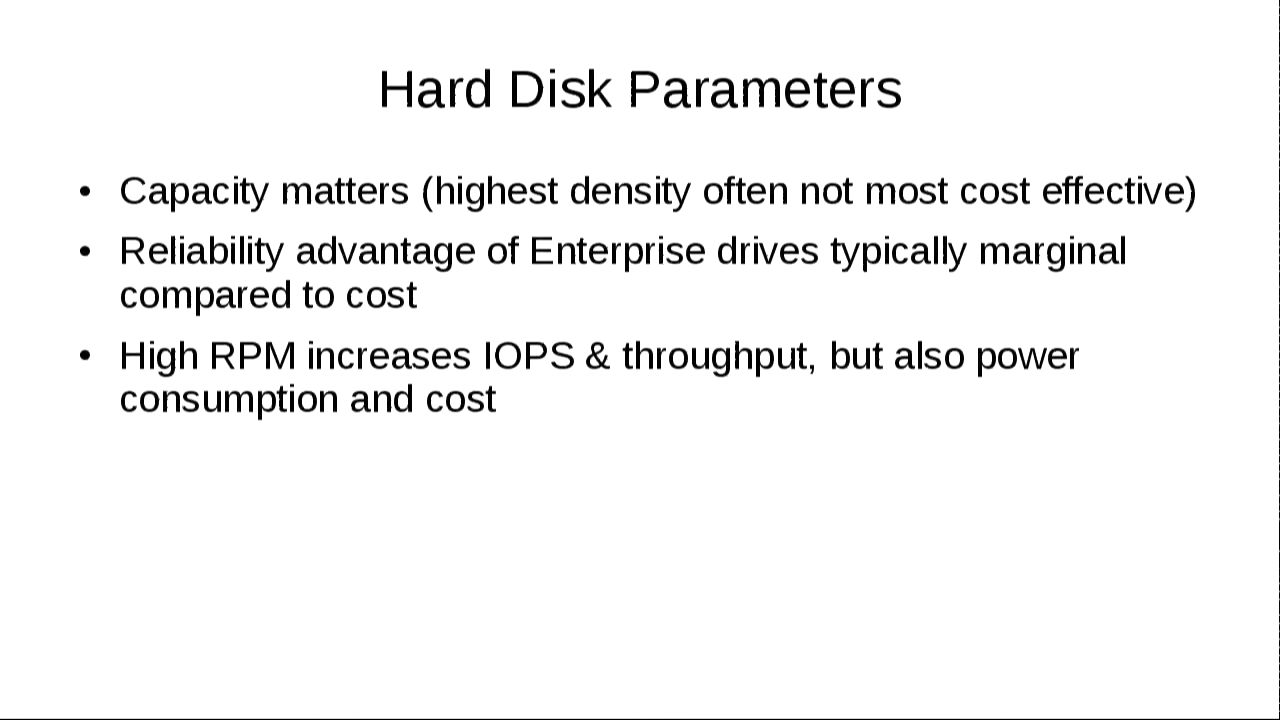 Hard Disk Parameters
• Capacity matters (highest density often not most cost effective)
• Reliability advantage of Enterprise drives typically marginal
compared to cost
• High RPM increases IOPS & throughput, but also power
consumption and cost